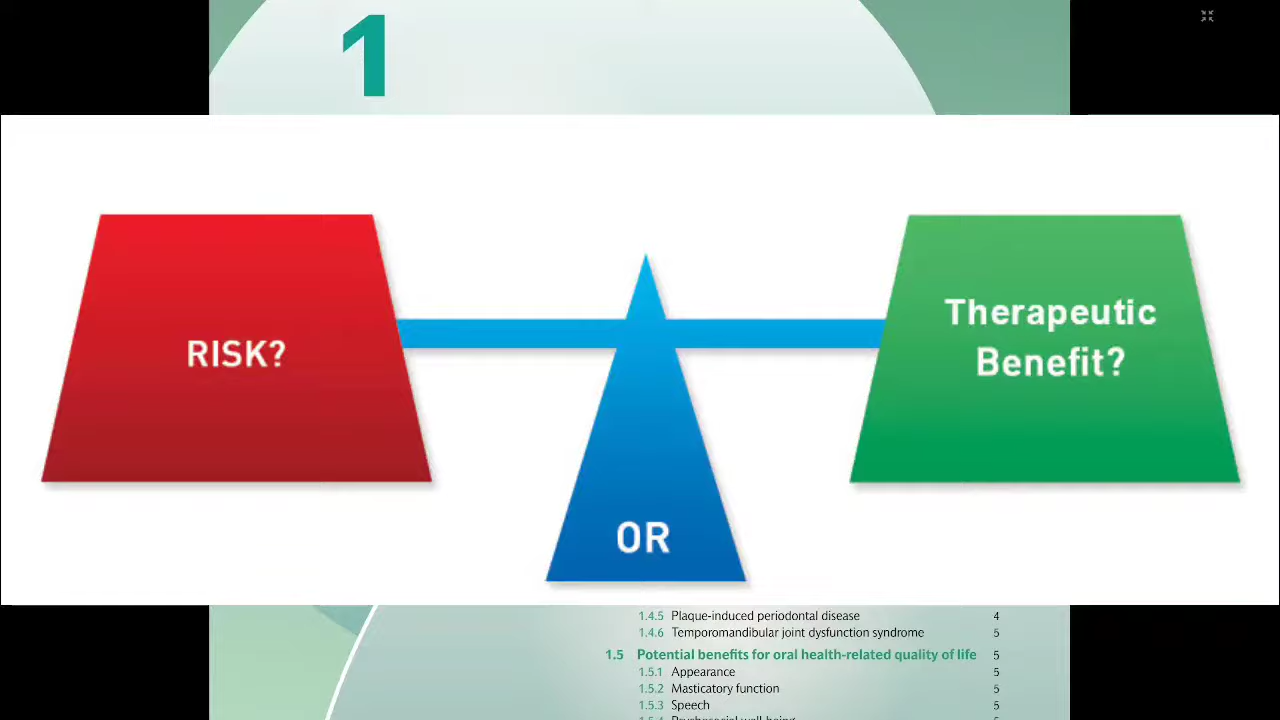 1
RISK?
Therapeutic
Benefit?
OR
1.4.5 Plaque-induced periodontal disease 4
1.4.6 Temporomandibular joint dysfunction syndrome 5
1.5 Potential benefits for oral health-related quality of life 5
1.5.1 Appearance 5
1.5.2 Masticatory function 5
1.5.3 Speech 5